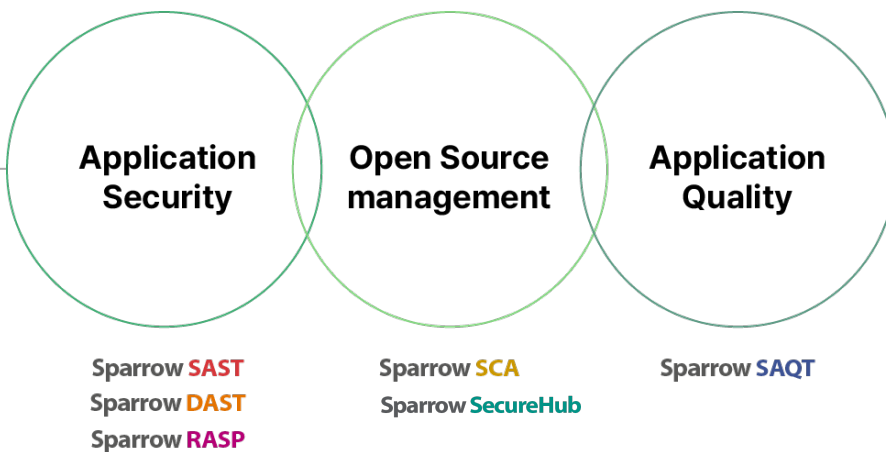 Application
Security
Open Source
management
Application
Quality
Sparrow SAST
Sparrow DAST
Sparrow RASP
Sparrow SCA
Sparrow SecureHub
Sparrow SAQT